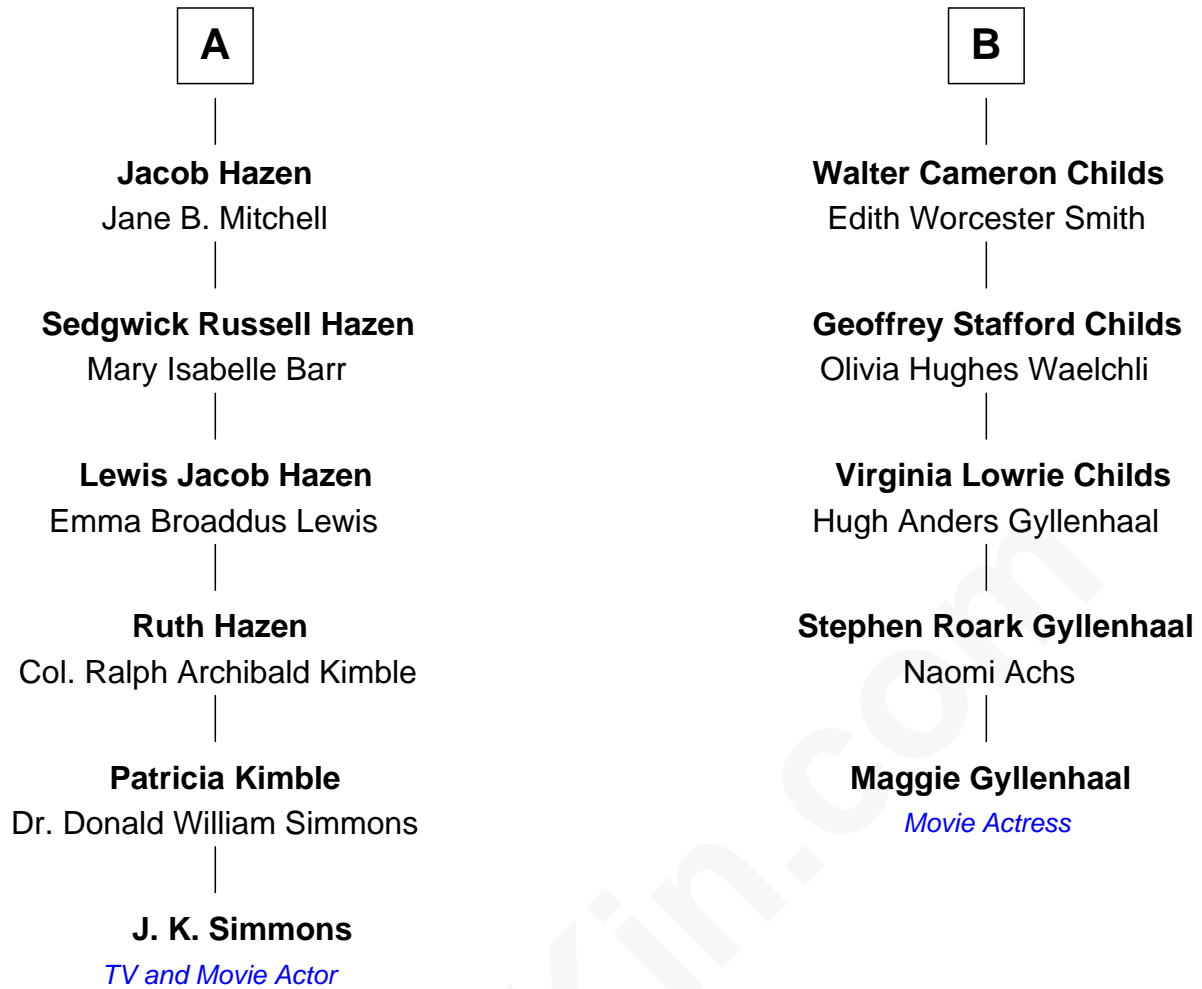 A
Jacob Hazen
Jane B. Mitchell
Sedgwick Russell Hazen
Mary Isabelle Barr
Lewis Jacob Hazen
Emma Broaddus Lewis
Ruth Hazen
Col. Ralph Archibald Kimble
Patricia Kimble
Dr. Donald William Simmons
J. K. Simmons
TV and Movie Actor
B
Walter Cameron Childs
Edith Worcester Smith
Geoffrey Stafford Childs
Olivia Hughes Waelchli
Virginia Lowrie Childs
Hugh Anders Gyllenhaal
Stephen Roark Gyllenhaal
Naomi Achs
Maggie Gyllenhaal
Movie Actress